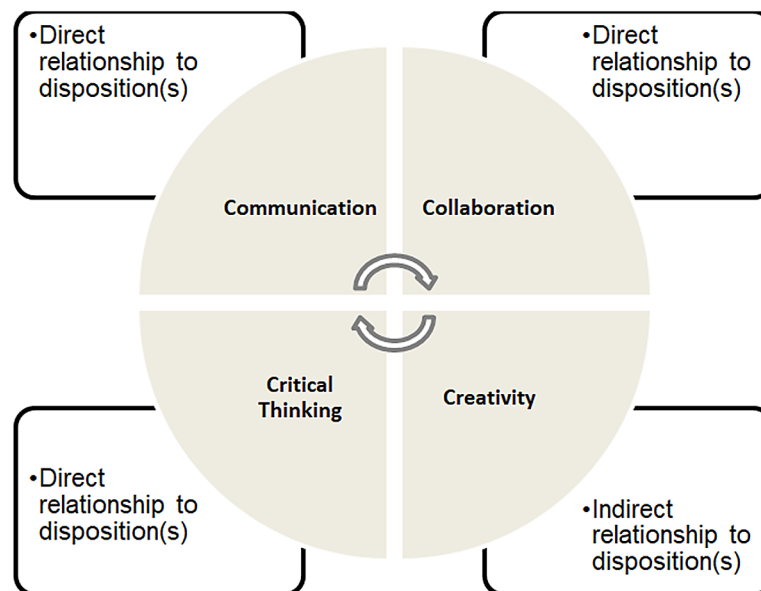 •Direct
relationship to
disposition(s)
•Direct
relationship to
disposition(s)
Communication
Collaboration
Critical
Thinking
Creativity
•Direct
relationship to
disposition(s)
•Indirect
relationship to
disposition(s)